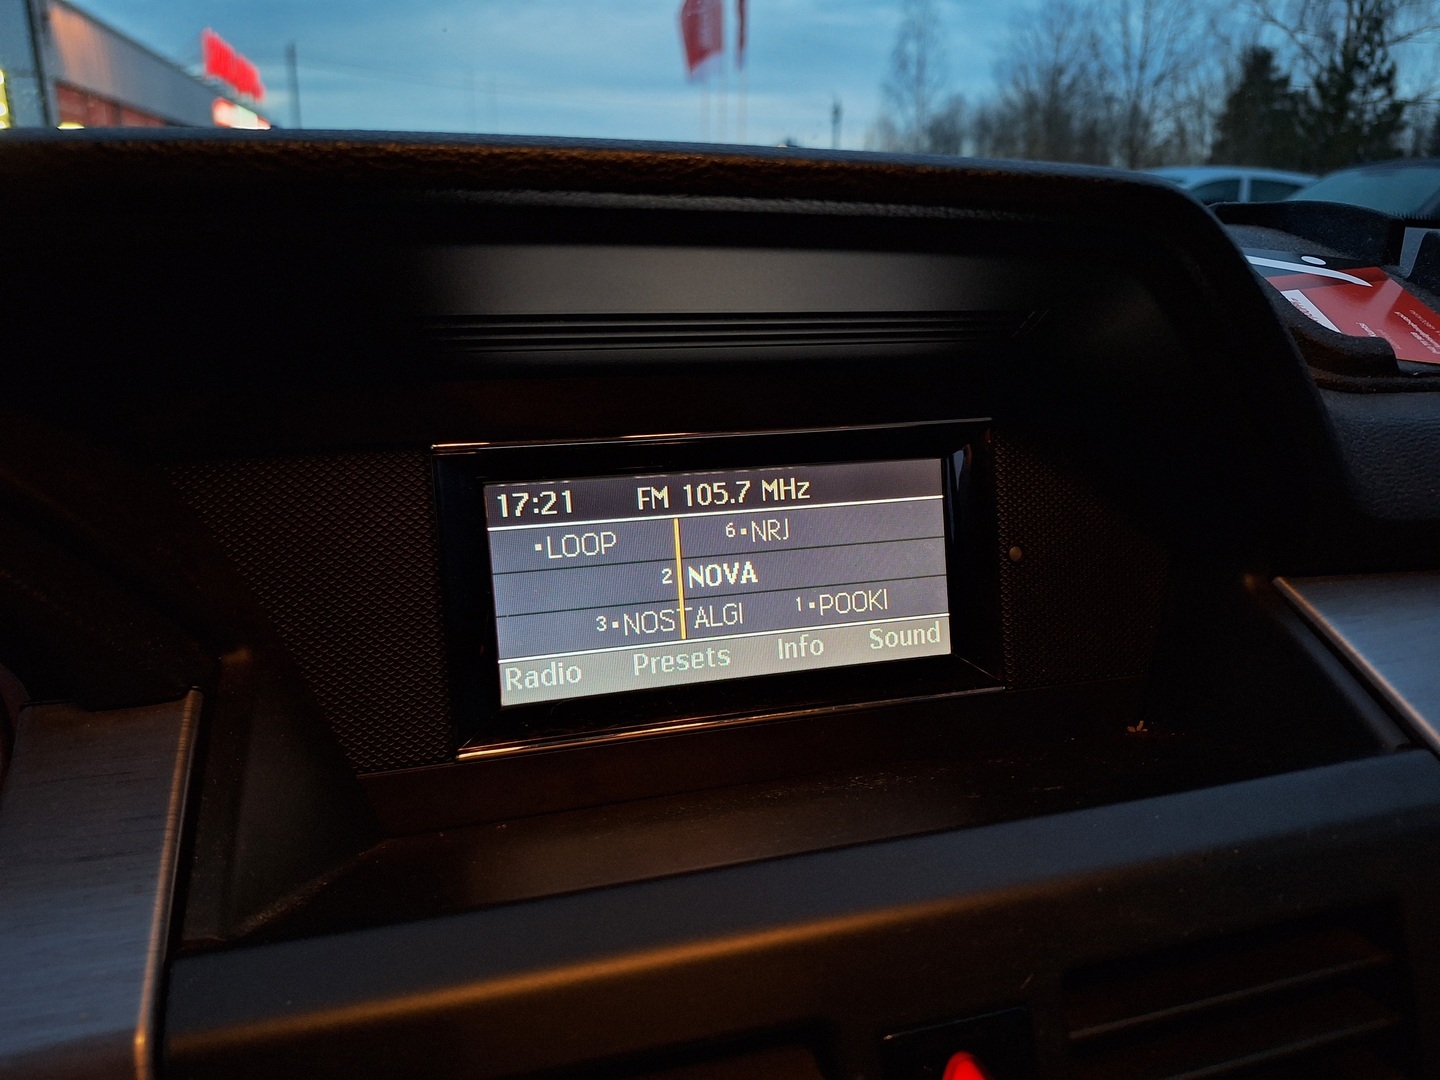 17:21 FM 105.7 MHz
LOOP 6 NRJ
2 NOVA
3 NOSTALGI 1 POOKI
Radio Presets Info Sound